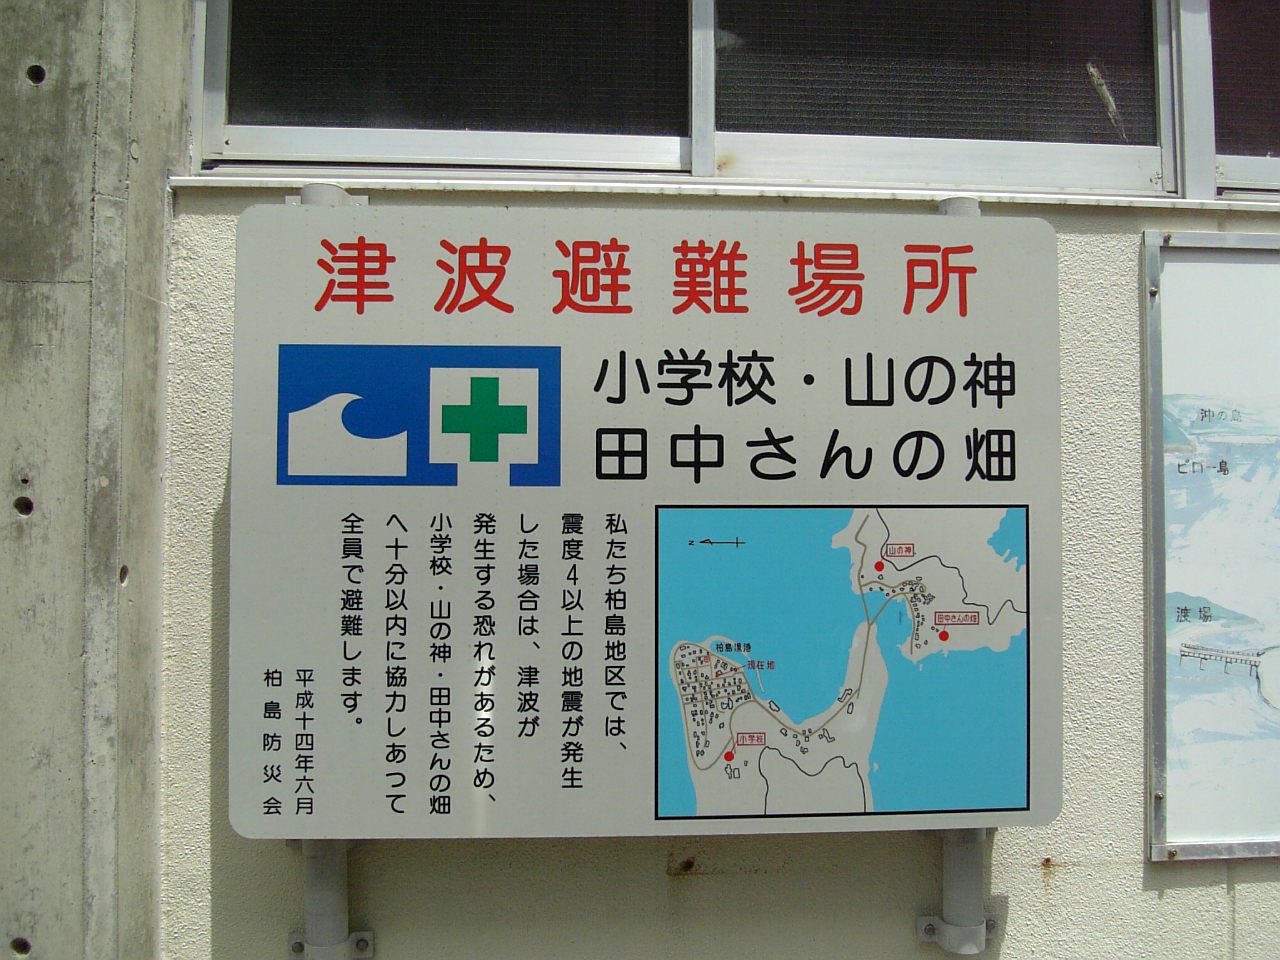 津波避難場所
小学校・山の神
田中さんの畑
私たち柏島地区では、
震度4以上の地震が発生
した場合は、津波が
発生する恐れがあるため、
小学校・山の神・田中さんの畑
へ十分以内に協力しあつて
全員で避難します。
平成十四年六月
柏島防災会
N
山の神
田中さんの畑
柏島漁港
現在地
小学校
沖の島
ビロー島
渡場